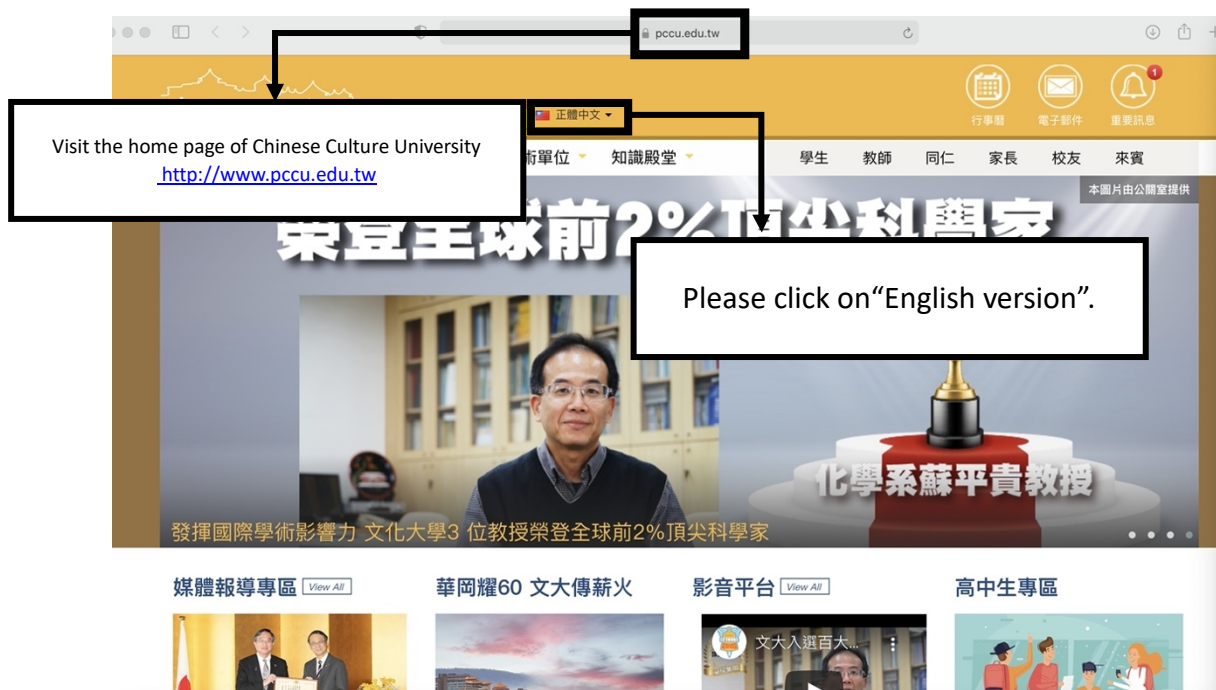 pccu.edu.tw
1
行事曆
電子郵件
重要訊息
正體中文
Visit the home page of Chinese Culture University
http://www.pccu.edu.tw
術單位
知識殿堂
學生
教師
同仁
家長
校友
來賓
本圖片由公關室提供
榮登全球前2%頂尖科學家
Please click on“English version”.
化學系蘇平貴教授
發揮國際學術影響力 文化大學3 位教授榮登全球前2%頂尖科學家
媒體報導專區 View All
華岡耀60 文大傳薪火
影音平台 View All
高中生專區
文大入選百大...